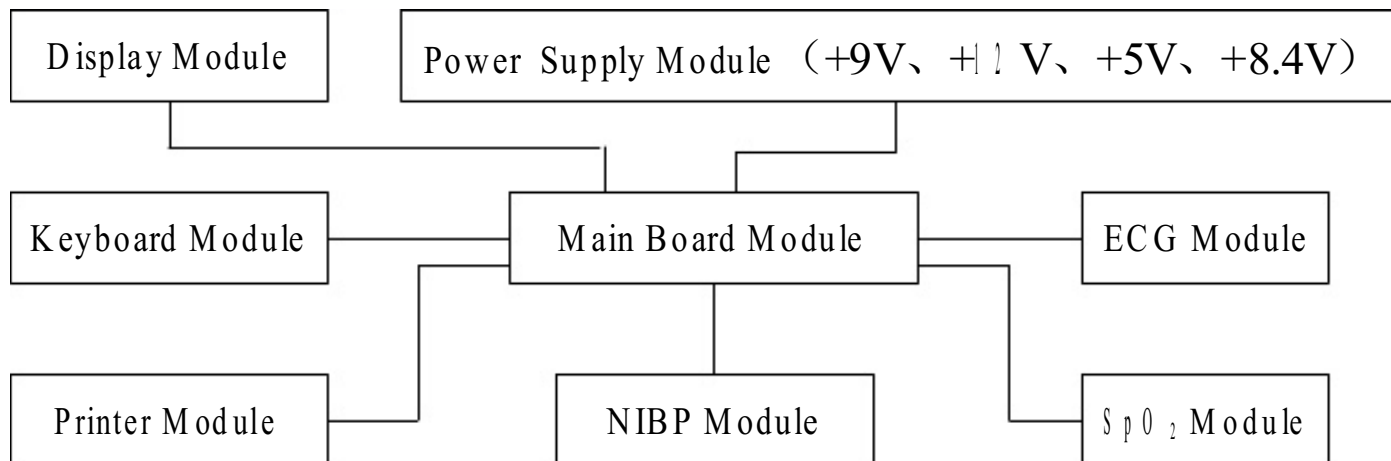 Display Module
Power Supply Module（+9V、+12V、+5V、+8.4V）
Keyboard Module
Main Board Module
ECG Module
Printer Module
NIBP Module
SpO₂ Module